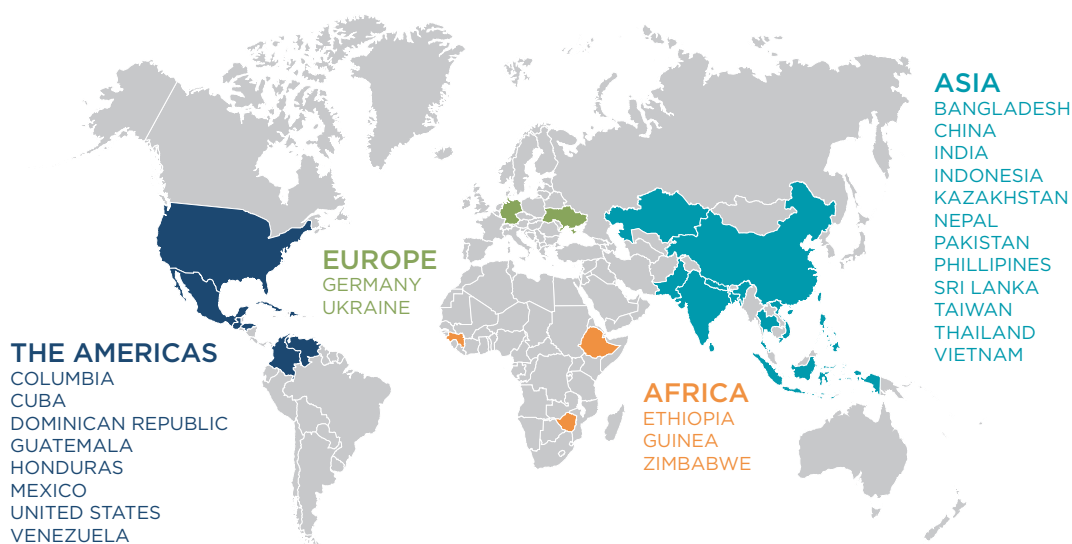 ASIA
BANGLADESH
CHINA
INDIA
INDONESIA
KAZAKHSTAN
NEPAL
PAKISTAN
PHILLIPINES
SRI LANKA
TAIWAN
THAILAND
VIETNAM
EUROPE
GERMANY
UKRAINE
THE AMERICAS
COLUMBIA
CUBA
DOMINICAN REPUBLIC
GUATEMALA
HONDURAS
MEXICO
UNITED STATES
VENEZUELA
AFRICA
ETHIOPIA
GUINEA
ZIMBABWE